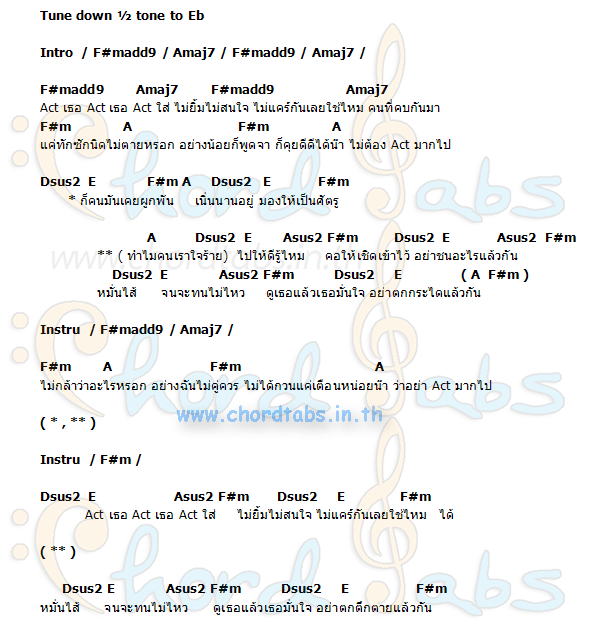 Tune down ½ tone to Eb
Intro / F#madd9 / Amaj7 / F#madd9 / Amaj7 /
F#madd9 Amaj7 F#madd9 Amaj7
Act เธอ Act เธอ Act ใส่ ไม่ยิ้มไม่สนใจ ไม่แคร์กันเลยใช่ไหม คนที่คบกันมา
F#m A F#m A
แค่ทักซักนิดไม่ตายหรอก อย่างน้อยก็พูดจา ก็คุยดีดีได้น๊า ไม่ต้อง Act มากไป
Dsus2 E F#m A Dsus2 E F#m
* ก็คนมันเคยผูกพัน เนิ่นนานอยู่ มองให้เป็นศัตรู
A Dsus2 E Asus2 F#m Dsus2 E Asus2 F#m
** ( ทำไมคนเราใจร้าย) ไปให้ดีรู้ไหม คอให้เชิดเข้าไว้ อย่าชนอะไรแล้วกัน
Dsus2 E Asus2 F#m Dsus2 E ( A F#m )
หมั่นไส้ จนจะทนไม่ไหว ดูเธอแล้วเธอมั่นใจ อย่าตกกระไดแล้วกัน
Instru / F#madd9 / Amaj7 /
F#m A F#m A
ไม่กล้าว่าอะไรหรอก อย่างฉันไม่คู่ควร ไม่ได้กวนแค่เตือนหน่อยน๊า ว่าอย่า Act มากไป
( * , ** )
www.chordtabs.in.th
Instru / F#m /
Dsus2 E Asus2 F#m Dsus2 E F#m
Act เธอ Act เธอ Act ใส่ ไม่ยิ้มไม่สนใจ ไม่แคร์กันเลยใช่ไหม ได้
( ** )
Dsus2 E Asus2 F#m Dsus2 E F#m
หมั่นไส้ จนจะทนไม่ไหว ดูเธอแล้วเธอมั่นใจ อย่าตกตึกตายแล้วกัน